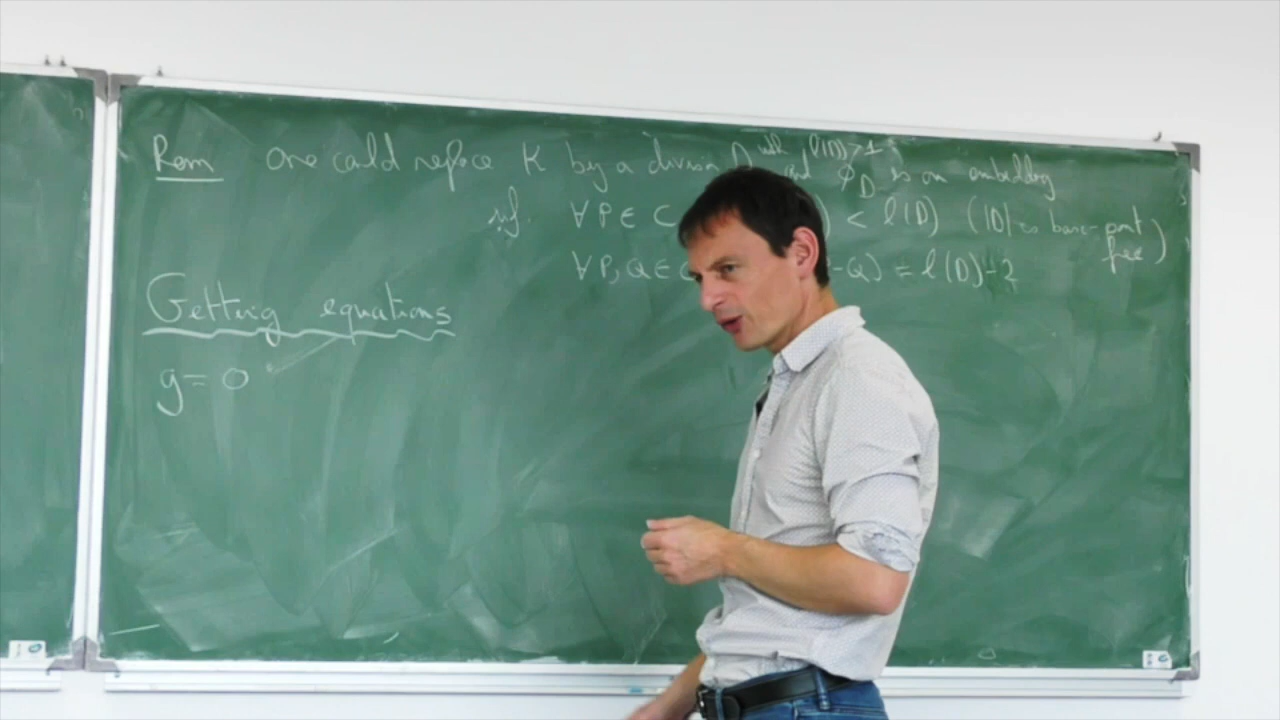 Rem One could replace K by a divisor D with l(D)>1 and ϕ_D is an embedding
iff. ∀P∈C ) < l(D) (|D| is base-point free)
∀P,Q∈ -Q) = l(D)-2
Getting equations
g=0